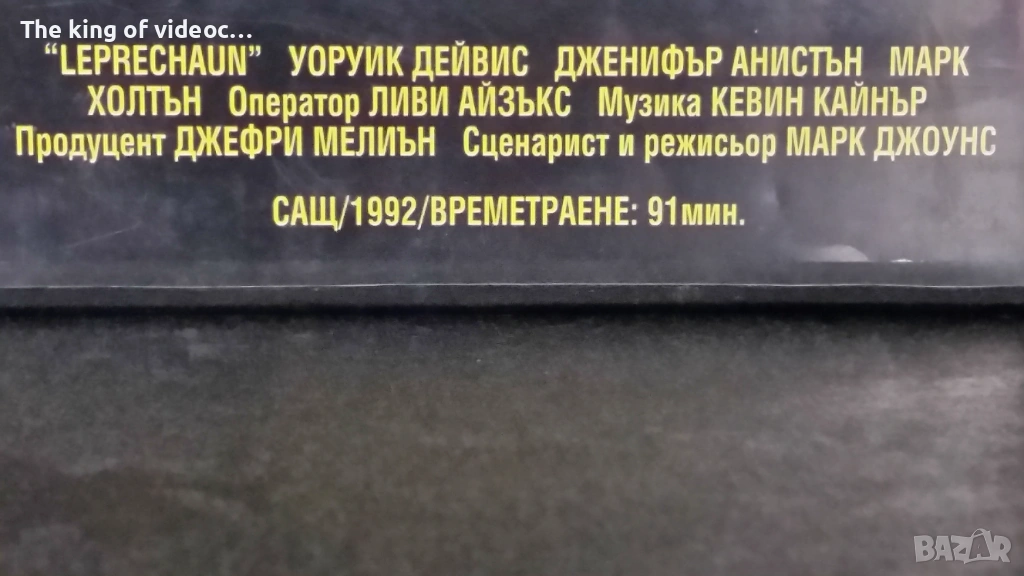 The king of videoc...
“LEPRECHAUN” УОРУИК ДЕЙВИС ДЖЕНИФЪР АНИСТЪН МАРК
ХОЛТЪН Оператор ЛИВИ АЙЗЪКС Музика КЕВИН КАЙНЪР
Продуцент ДЖЕФРИ МЕЛИЪН Сценарист и режисьор МАРК ДЖОУНС
САЩ/1992/ВРЕМЕТРАЕНЕ: 91мин.
BAZAR